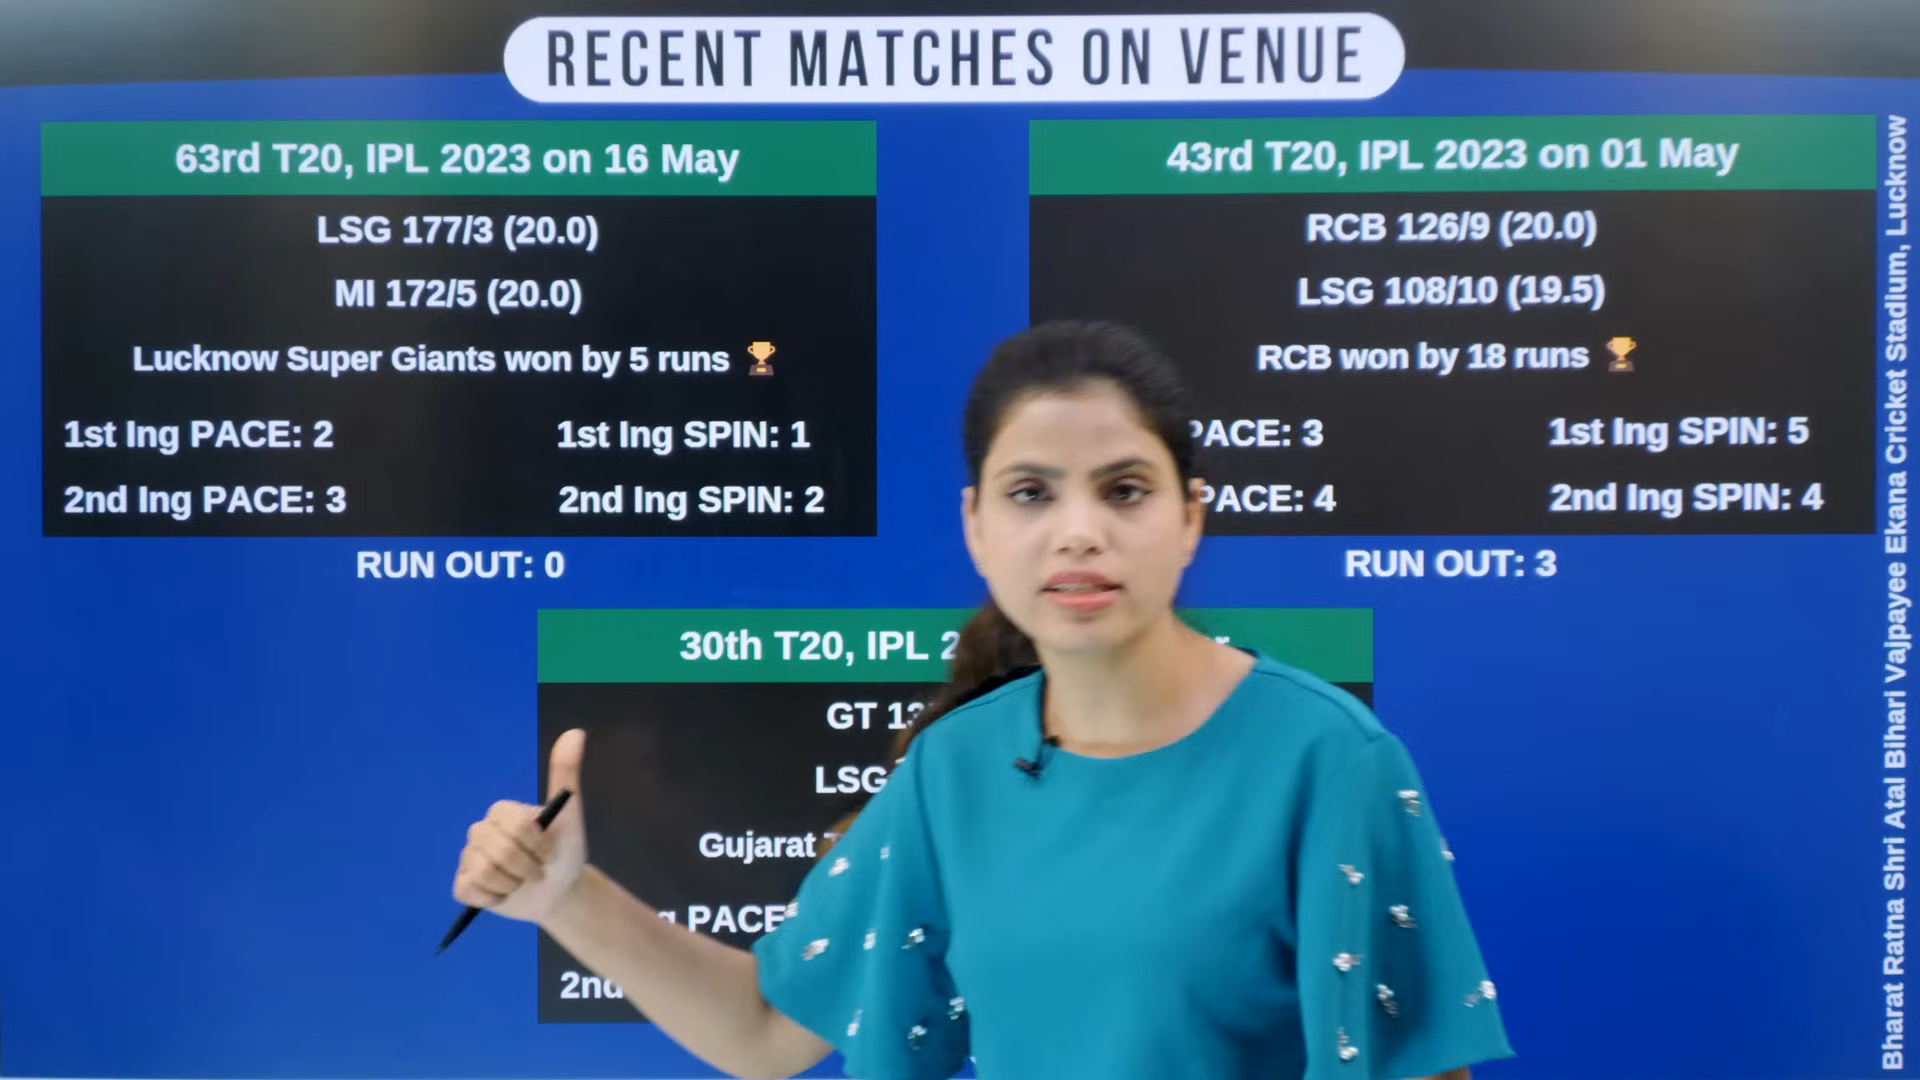 RECENT MATCHES ON VENUE
63rd T20, IPL 2023 on 16 May
LSG 177/3 (20.0)
MI 172/5 (20.0)
Lucknow Super Giants won by 5 runs
1st Ing PACE: 2
1st Ing SPIN: 1
2nd Ing PACE: 3
2nd Ing SPIN: 2
RUN OUT: 0
43rd T20, IPL 2023 on 01 May
RCB 126/9 (20.0)
LSG 108/10 (19.5)
RCB won by 18 runs
PACE: 3
1st Ing SPIN: 5
PACE: 4
2nd Ing SPIN: 4
RUN OUT: 3
30th T20, IPL
GT
LSG
Gujarat
PACE
2nd
Bharat Ratna Shri Atal Bihari Vajpayee Ekana Cricket Stadium, Lucknow